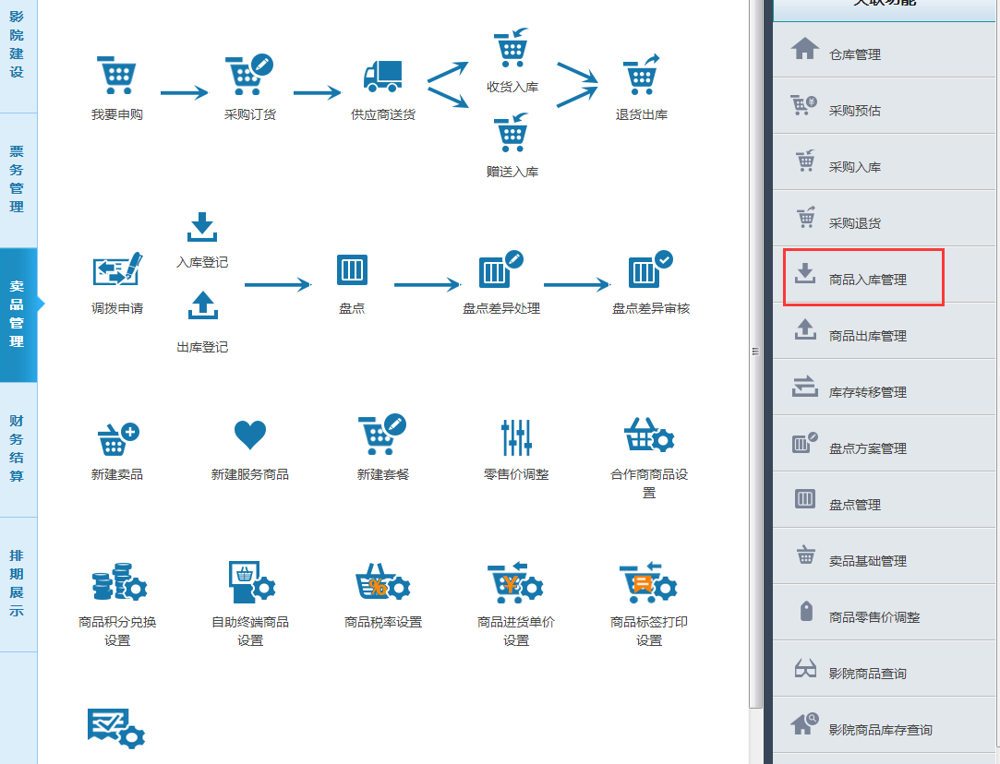 影院建设
票务管理
卖品管理
财务结算
排期展示
我要申购
采购订货
供应商送货
收货入库
赠送入库
退货出库
调拨申请
入库登记
出库登记
盘点
盘点差异处理
盘点差异审核
新建卖品
新建服务商品
新建套餐
零售价调整
合作商商品设
置
商品积分兑换
设置
自助终端商品
设置
商品税率设置
商品进货单价
设置
商品标签打印
设置
关联功能
仓库管理
采购预估
采购入库
采购退货
商品入库管理
商品出库管理
库存转移管理
盘点方案管理
盘点管理
卖品基础管理
商品零售价调整
影院商品查询
影院商品库存查询